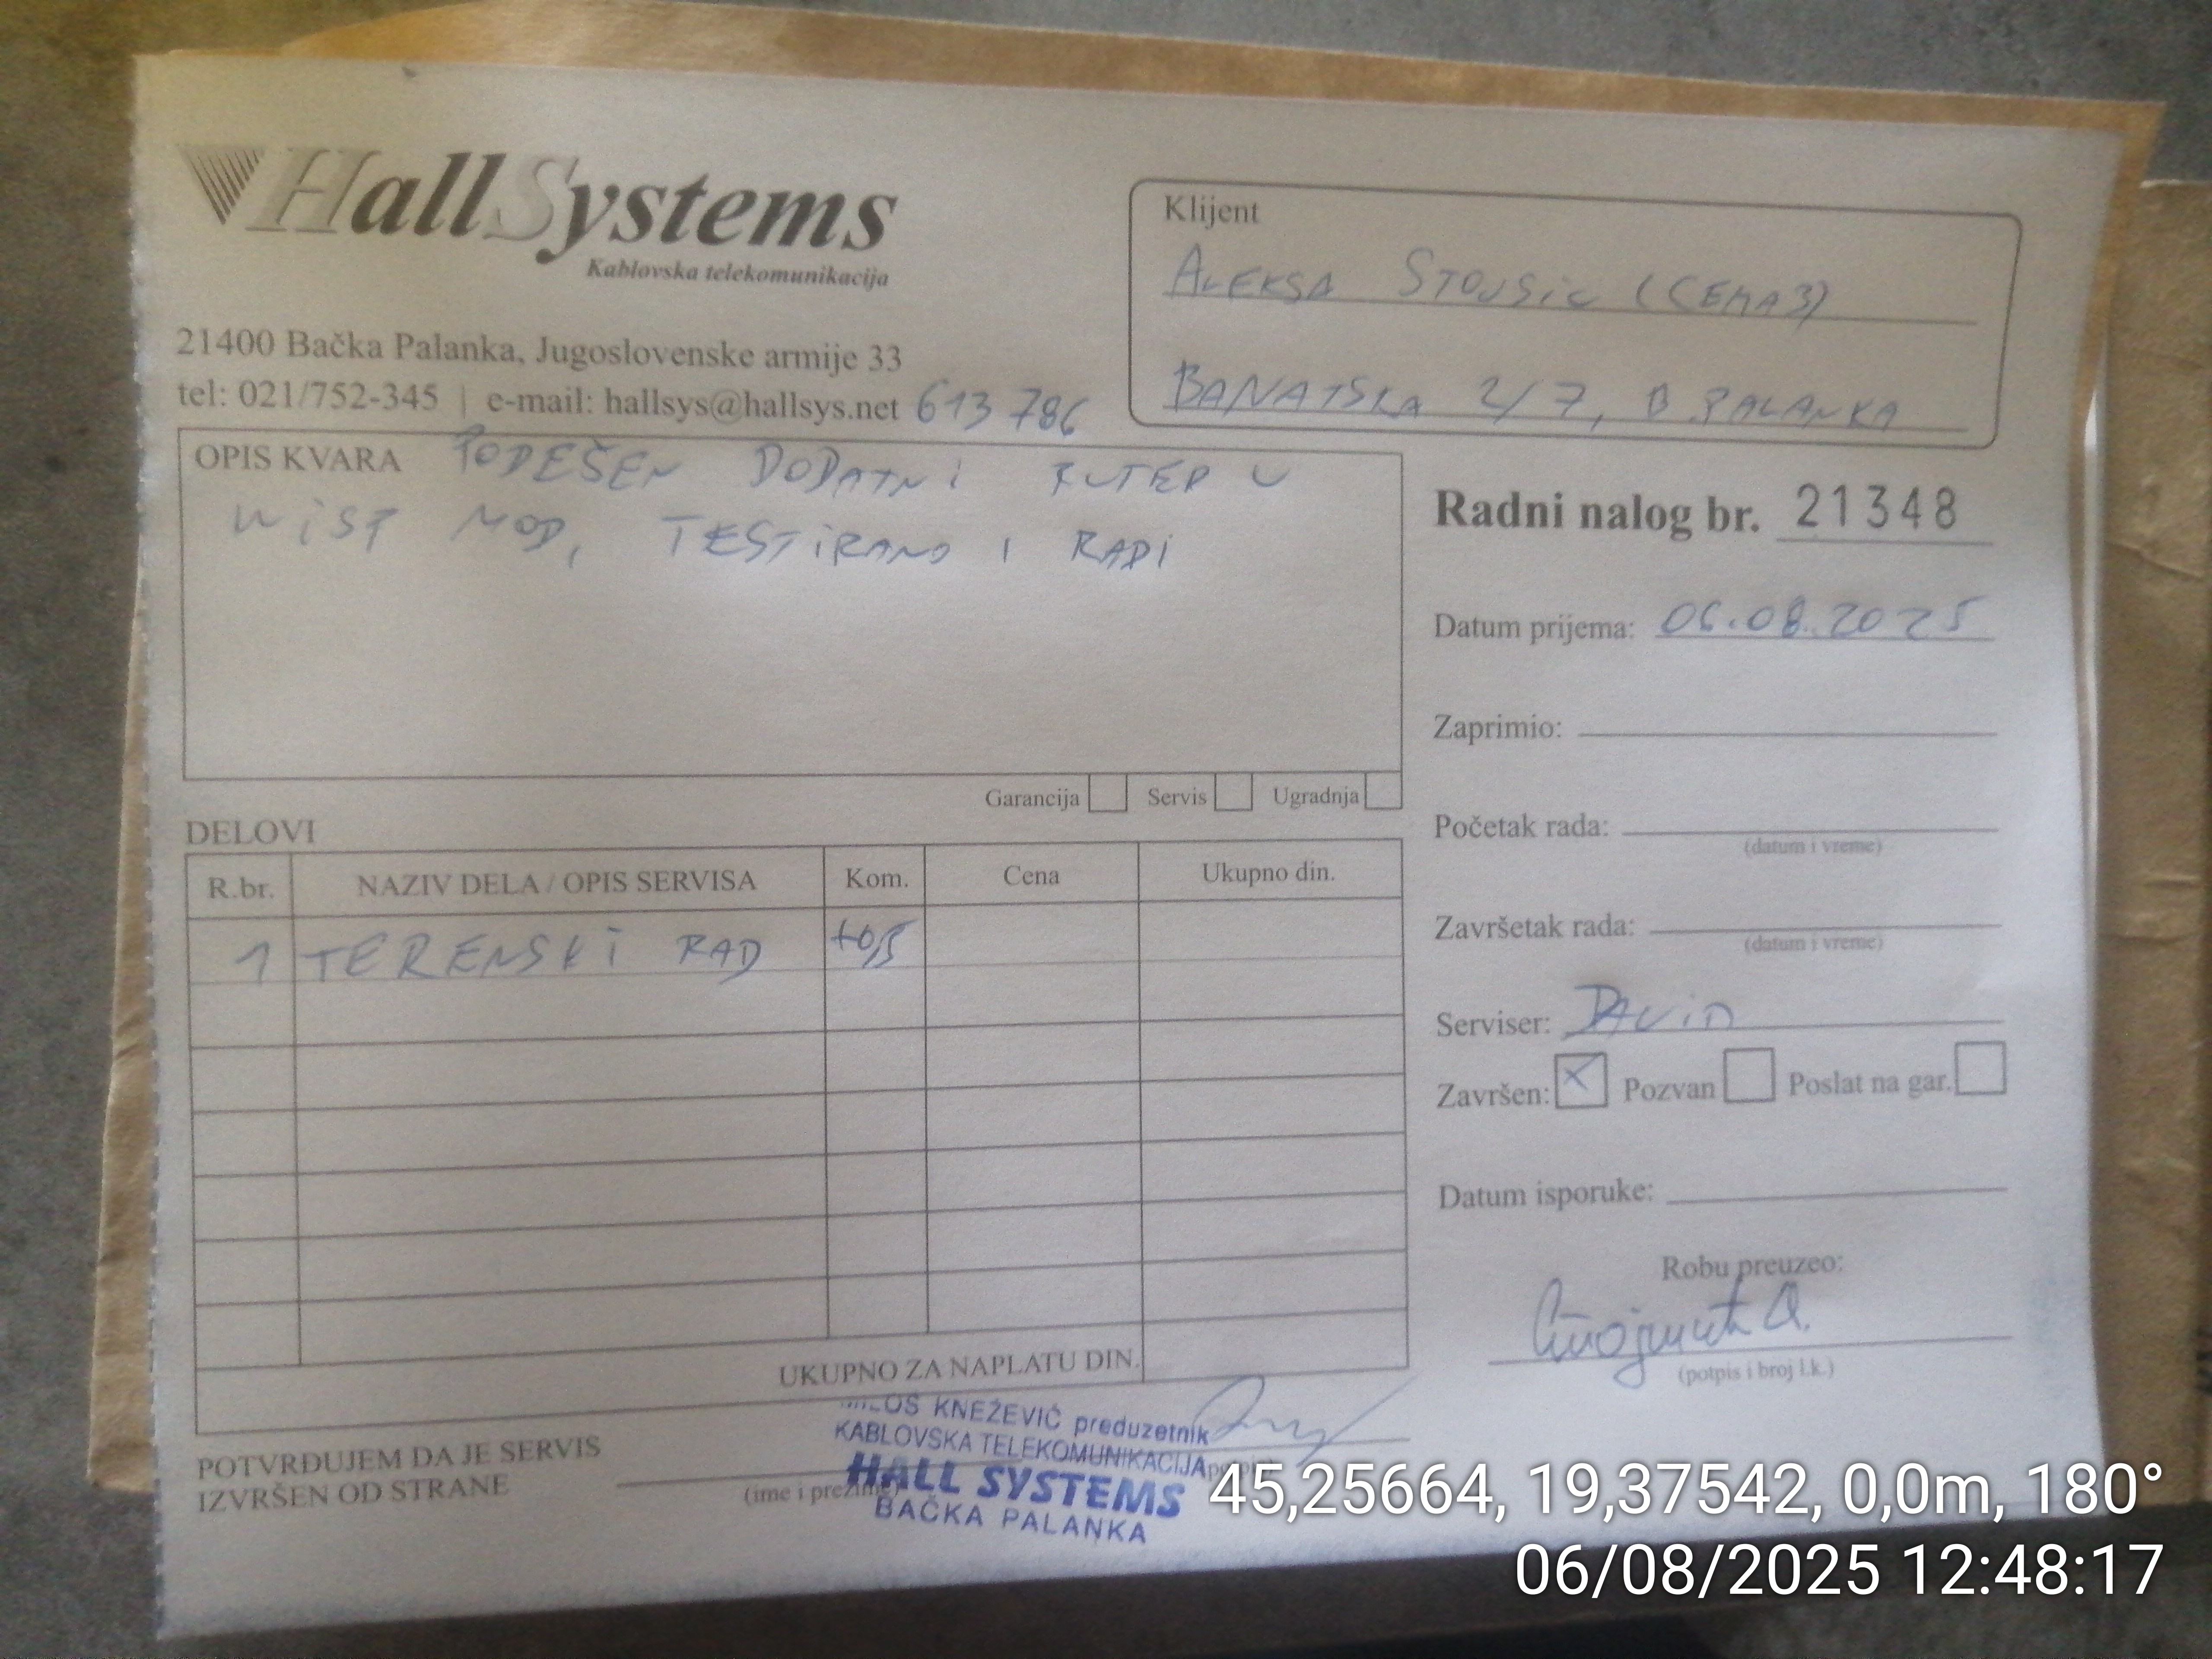 HallSystems
Kablovska telekomunikacija
21400 Bačka Palanka, Jugoslovenske armije 33
tel: 021/752-345 | e-mail: hallsys@hallsys.net 613 786
Klijent
ALEKSA STOJSIC (CEMA3)
BANATSKA 2/7, B PALANKA
OPIS KVARA PODEŠEN DODATNI RUTER U
WISP MOD, TESTIRANO I RADI
Garancija Servis Ugradnja
Radni nalog br. 21348
Datum prijema: 06.08.2025
Zaprimio:
Početak rada:
(datum i vreme)
Završetak rada:
(datum i vreme)
Serviser: DAVID
Završen: X Pozvan Poslat na gar.
Datum isporuke:
Robu preuzeo:
(potpis i broj l.k.)
DELOVI
R.br. NAZIV DELA / OPIS SERVISA Kom. Cena Ukupno din.
1 TERENSKI RAD
UKUPNO ZA NAPLATU DIN.
POTVRĐUJEM DA JE SERVIS
IZVRŠEN OD STRANE
(ime i prezime)
KNEŽEVIĆ preduzetnik
KABLOVSKA TELEKOMUNIKACIJA
HALL SYSTEMS
BAČKA PALANKA
45,25664, 19,37542, 0,0m, 180°
06/08/2025 12:48:17